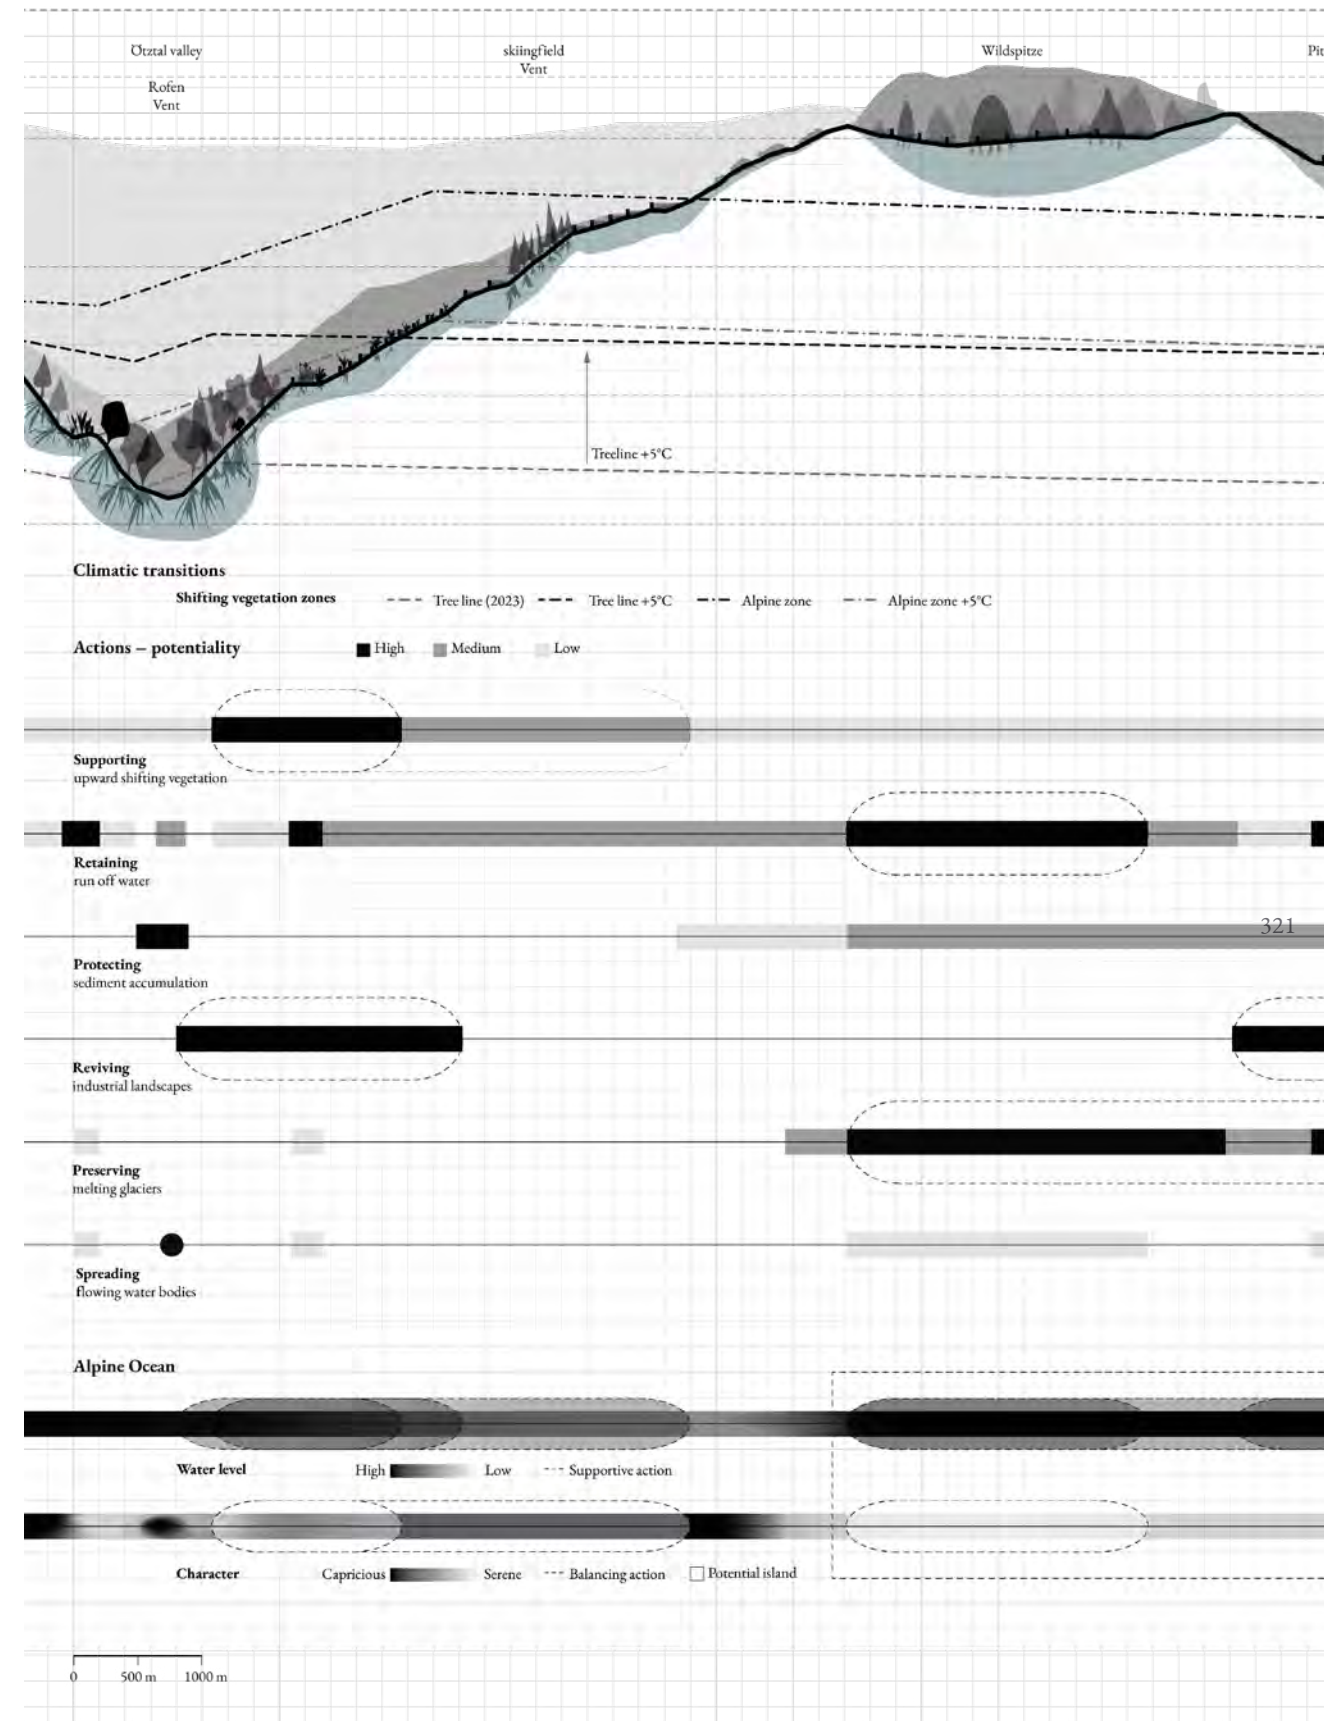 Ötztal valley
skiingfield
Vent
Wildspitze
Pit
Rofen
Vent
Treeline +5°C
Climatic transitions
Shifting vegetation zones
Tree line (2023)
Tree line +5°C
Alpine zone
Alpine zone +5°C
Actions – potentiality
High
Medium
Low
Supporting
upward shifting vegetation
Retaining
run off water
321
Protecting
sediment accumulation
Reviving
industrial landscapes
Preserving
melting glaciers
Spreading
flowing water bodies
Alpine Ocean
Water level
High
Low
Supportive action
Character
Capricious
Serene
Balancing action
Potential island
0
500 m
1000 m